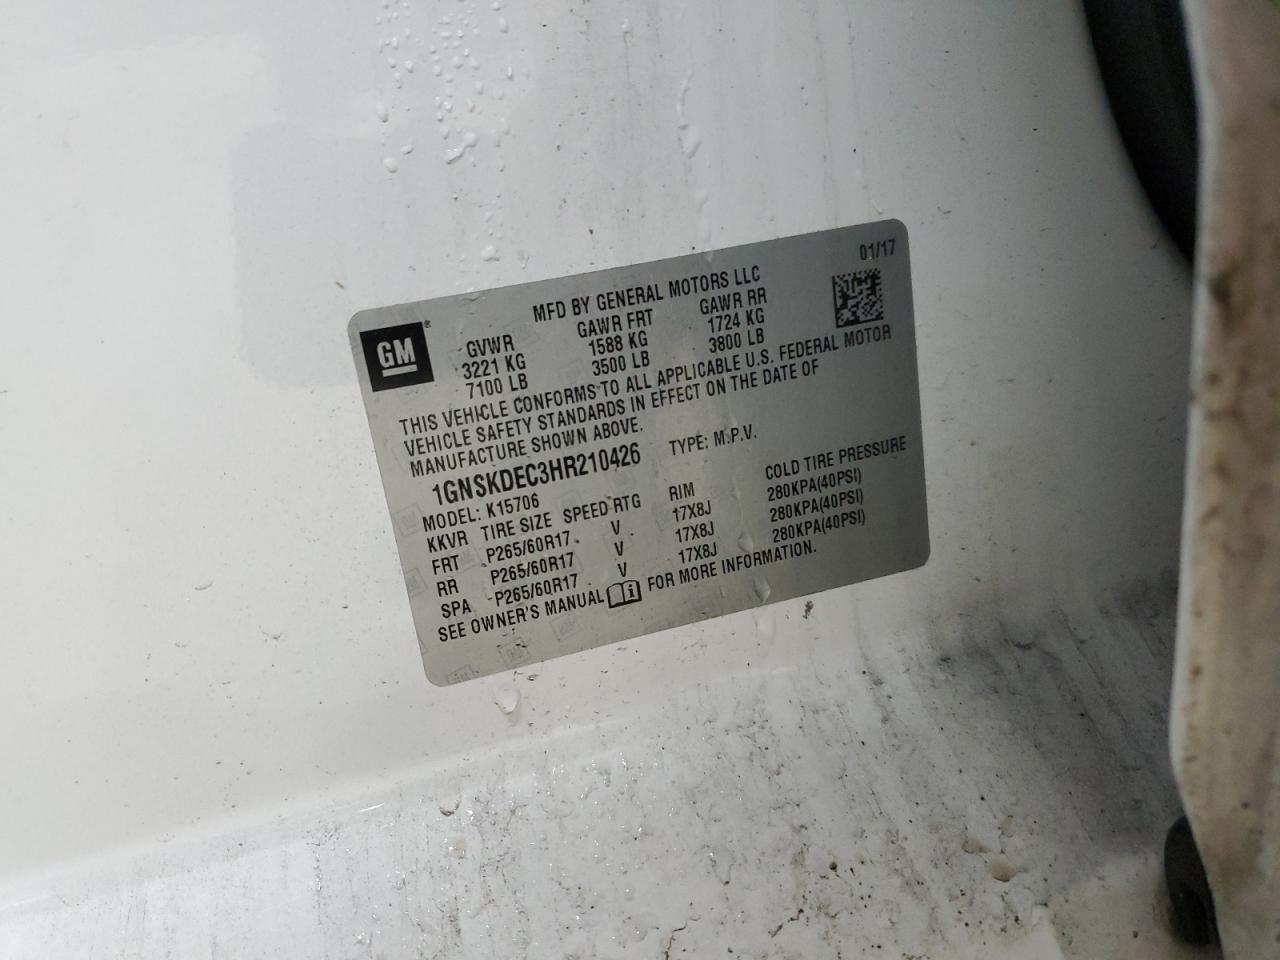 01/17
MFD BY GENERAL MOTORS LLC
GM®
GVWR GAWR FRT GAWR RR
3221 KG 1588 KG 1724 KG
7100 LB 3500 LB 3800 LB
THIS VEHICLE CONFORMS TO ALL APPLICABLE U.S. FEDERAL MOTOR
VEHICLE SAFETY STANDARDS IN EFFECT ON THE DATE OF
MANUFACTURE SHOWN ABOVE.
1GNSKDEC3HR210426 TYPE: M.P.V.
MODEL: K15706
KKVR TIRE SIZE SPEED RTG RIM COLD TIRE PRESSURE
FRT P265/60R17 V 17X8J 280KPA(40PSI)
RR P265/60R17 V 17X8J 280KPA(40PSI)
SPA P265/60R17 V 17X8J 280KPA(40PSI)
SEE OWNER'S MANUAL FOR MORE INFORMATION.